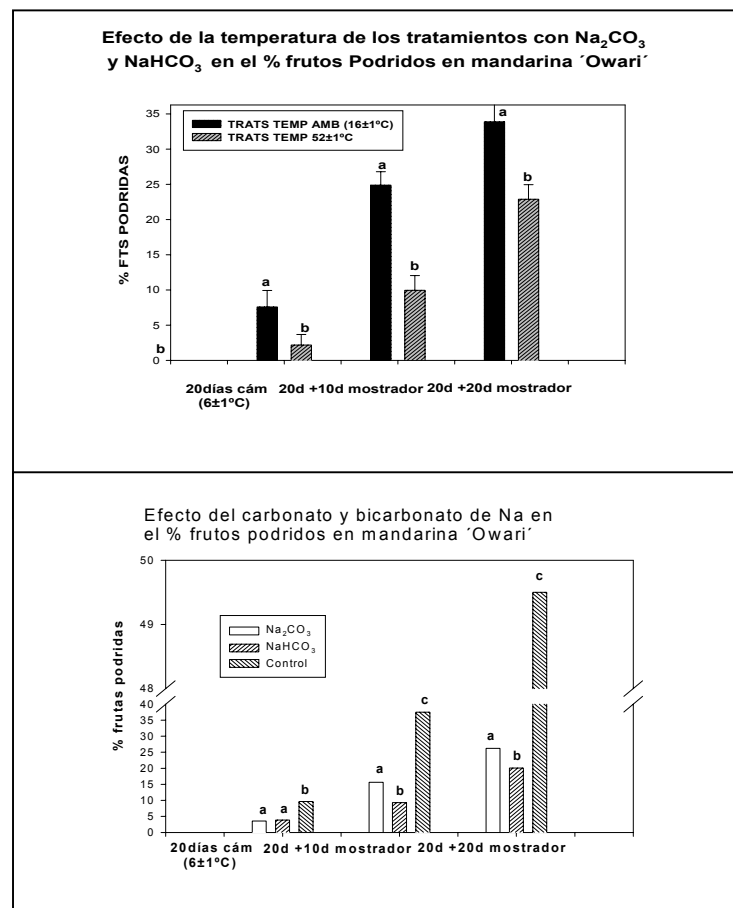 Efecto de la temperatura de los tratamientos con Na₂CO₃
y NaHCO₃ en el % frutos Podridos en mandarina ´Owari´
35
30
25
20
15
10
5
0
% FTS PODRIDAS
TRATS TEMP AMB (16±1ºC)
TRATS TEMP 52±1ºC
b
a
b
a
b
a
b
20días cám
(6±1ºC)
20d +10d mostrador
20d +20d mostrador
Efecto del carbonato y bicarbonato de Na en
el % frutos podridos en mandarina ´Owari´
50
49
48
40
35
30
25
20
15
10
5
0
% frutas podridas
Na₂CO₃
NaHCO₃
Control
a
a
b
a
b
c
a
b
c
20días cám
(6±1ºC)
20d +10d mostrador
20d +20d mostrador